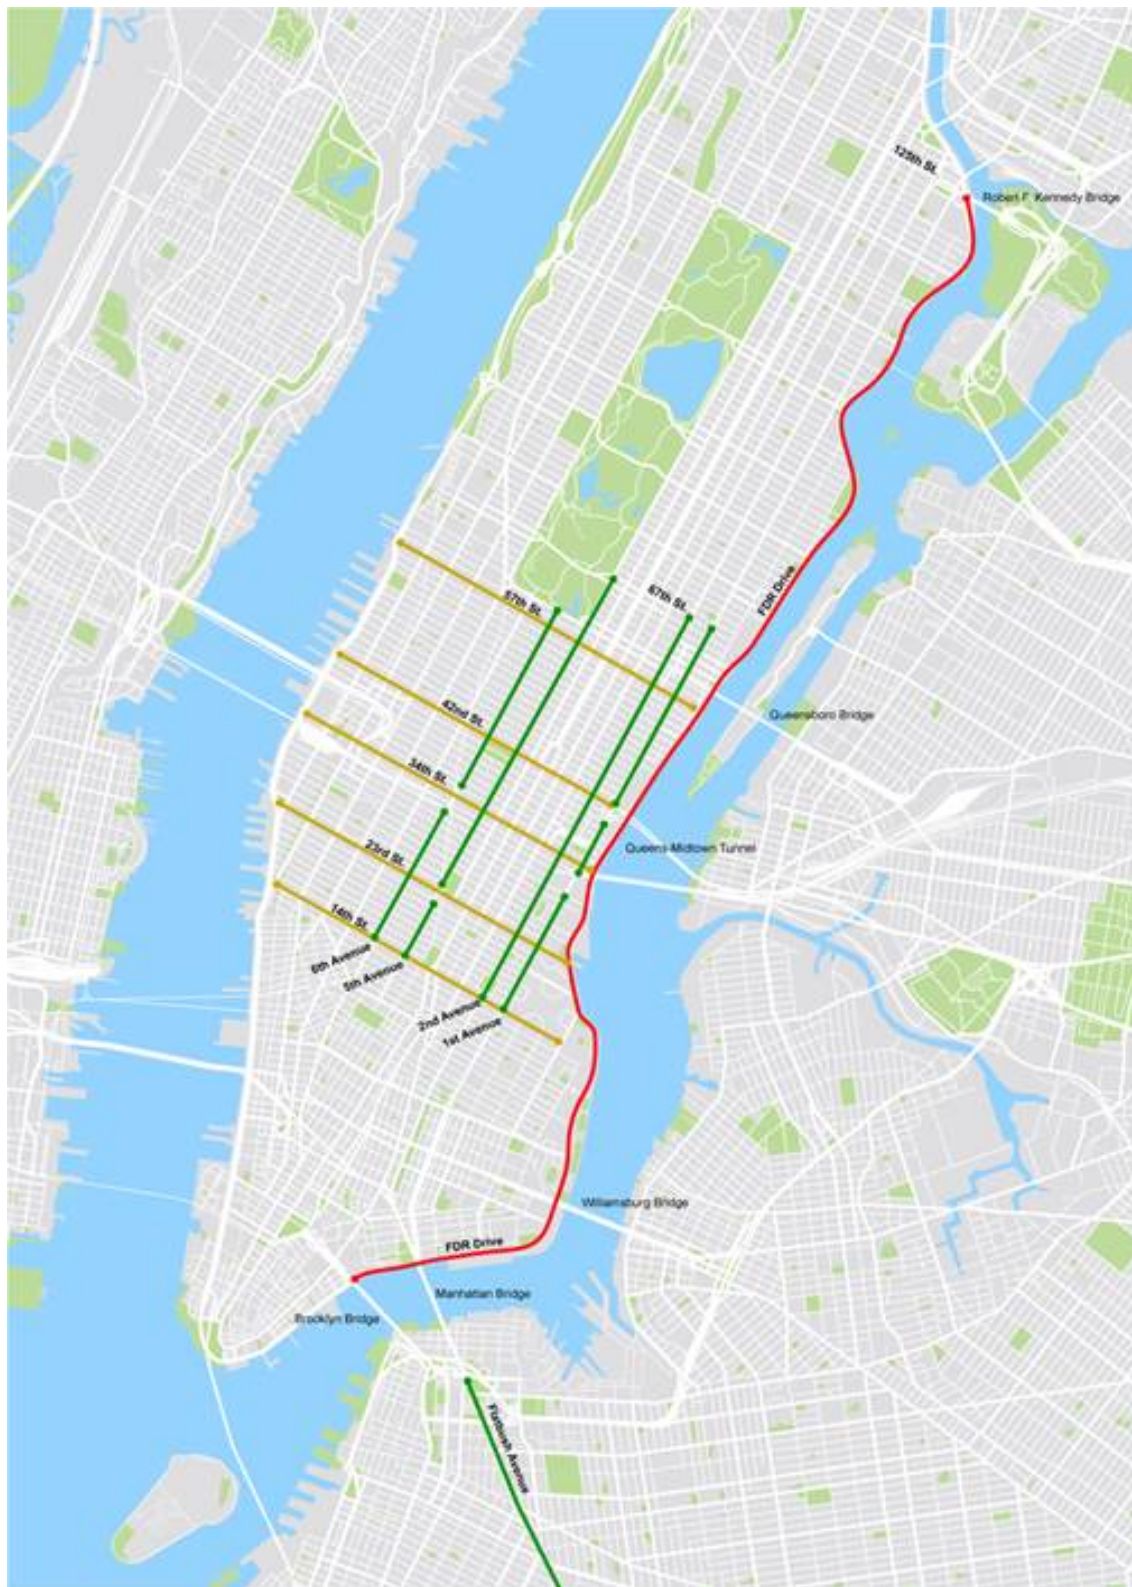 125th St.
Robert F. Kennedy Bridge
FDR Drive
57th St.
67th St.
42nd St.
Queensboro Bridge
34th St.
Queens-Midtown Tunnel
23rd St.
14th St.
6th Avenue
5th Avenue
2nd Avenue
1st Avenue
Williamsburg Bridge
FDR Drive
Manhattan Bridge
Brooklyn Bridge
Flatbush Avenue